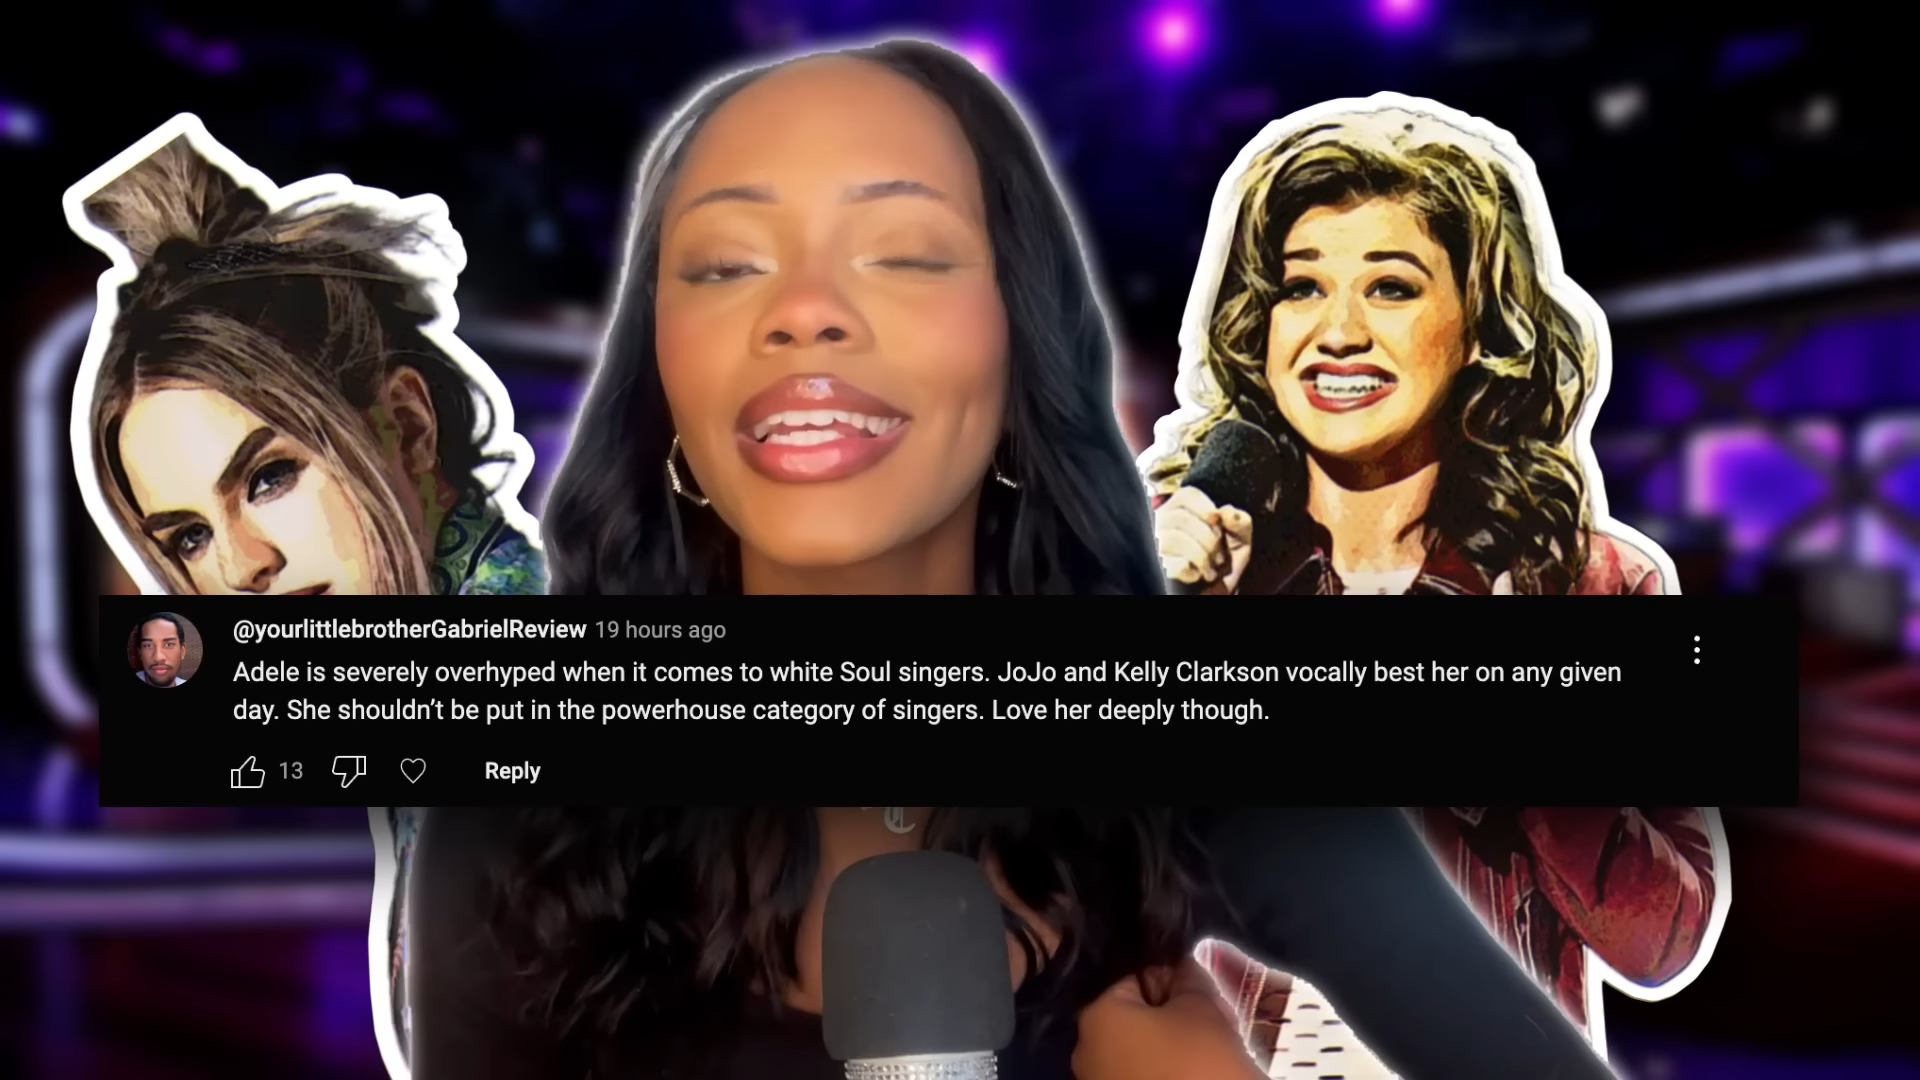 @yourlittlebrotherGabrielReview 19 hours ago
Adele is severely overhyped when it comes to white Soul singers. JoJo and Kelly Clarkson vocally best her on any given
day. She shouldn’t be put in the powerhouse category of singers. Love her deeply though.
13 Reply
C